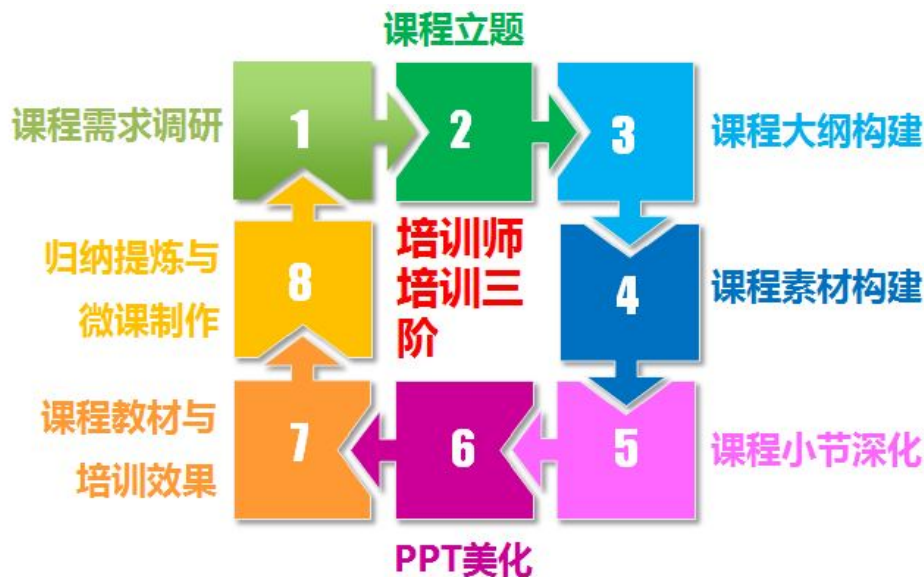 课程立题
课程需求调研
1
2
3
课程大纲构建
归纳提炼与
微课制作
8
培训师
培训三
阶
4
课程素材构建
课程教材与
培训效果
7
6
5
课程小节深化
PPT美化